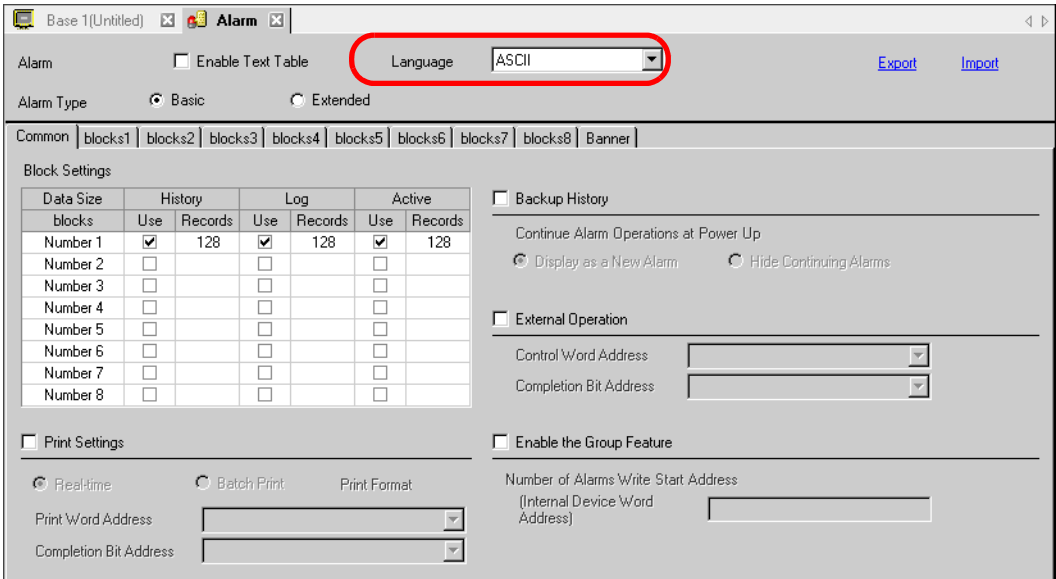 Base 1(Untitled) Alarm
Alarm Enable Text Table Language ASCII Export Import
Alarm Type Basic Extended
Common blocks1 blocks2 blocks3 blocks4 blocks5 blocks6 blocks7 blocks8 Banner
Block Settings
Data Size History Log Active
blocks Use Records Use Records Use Records
Number 1 128 128 128
Number 2
Number 3
Number 4
Number 5
Number 6
Number 7
Number 8
Backup History
Continue Alarm Operations at Power Up
Display as a New Alarm Hide Continuing Alarms
External Operation
Control Word Address
Completion Bit Address
Print Settings
Real-time Batch Print Print Format
Print Word Address
Completion Bit Address
Enable the Group Feature
Number of Alarms Write Start Address
(Internal Device Word
Address)